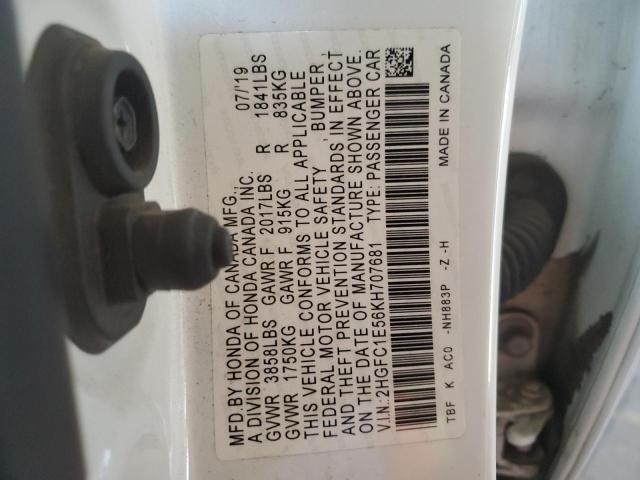 MFD.BY HONDA OF CANADA MFG., 07/'19
A DIVISION OF HONDA CANADA INC.
GVWR 3858LBS GAWR F 2017LBS R 1841LBS
GVWR 1750KG GAWR F 915KG R 835KG
THIS VEHICLE CONFORMS TO ALL APPLICABLE
FEDERAL MOTOR VEHICLE SAFETY , BUMPER ,
AND THEFT PREVENTION STANDARDS IN EFFECT
ON THE DATE OF MANUFACTURE SHOWN ABOVE.
V.I.N.:2HGFC1E56KH707681 TYPE: PASSENGER CAR
TBF K AC0 -NH883P -Z -H MADE IN CANADA